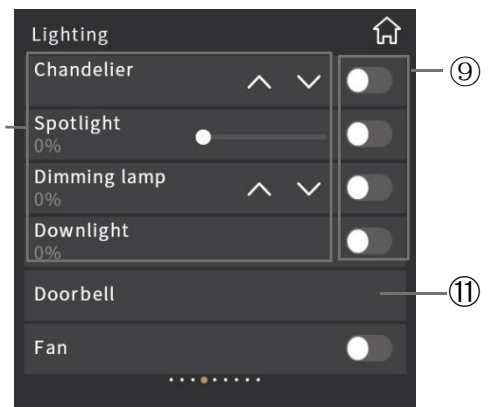 Lighting
Chandelier
⑨
Spotlight
0%
Dimming lamp
0%
Downlight
0%
Doorbell
⑪
Fan